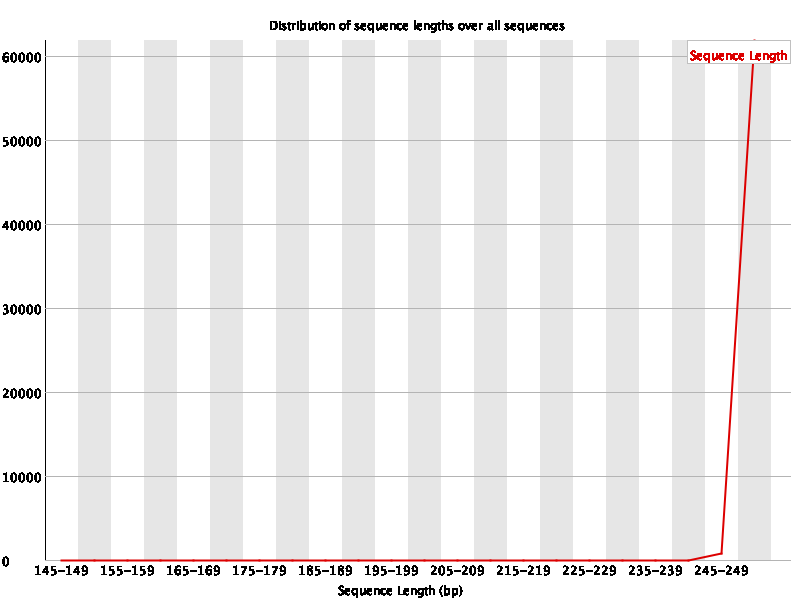 Distribution of sequence lengths over all sequences
Sequence Length
60000
50000
40000
30000
20000
10000
0
145-149 155-159 165-169 175-179 185-189 195-199 205-209 215-219 225-229 235-239 245-249
Sequence Length (bp)